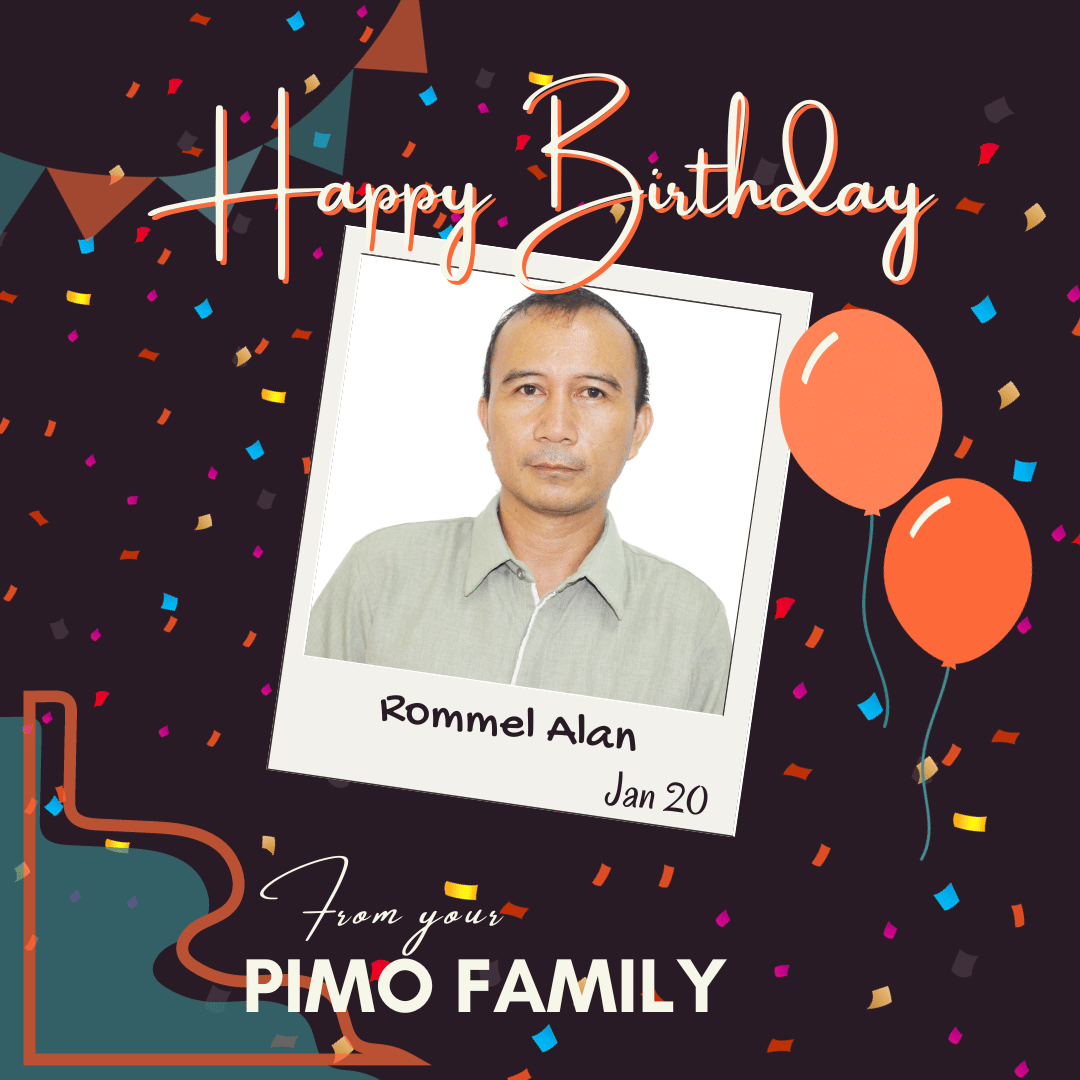 Happy Birthday
Rommel Alan
Jan 20
From your
PIMO FAMILY